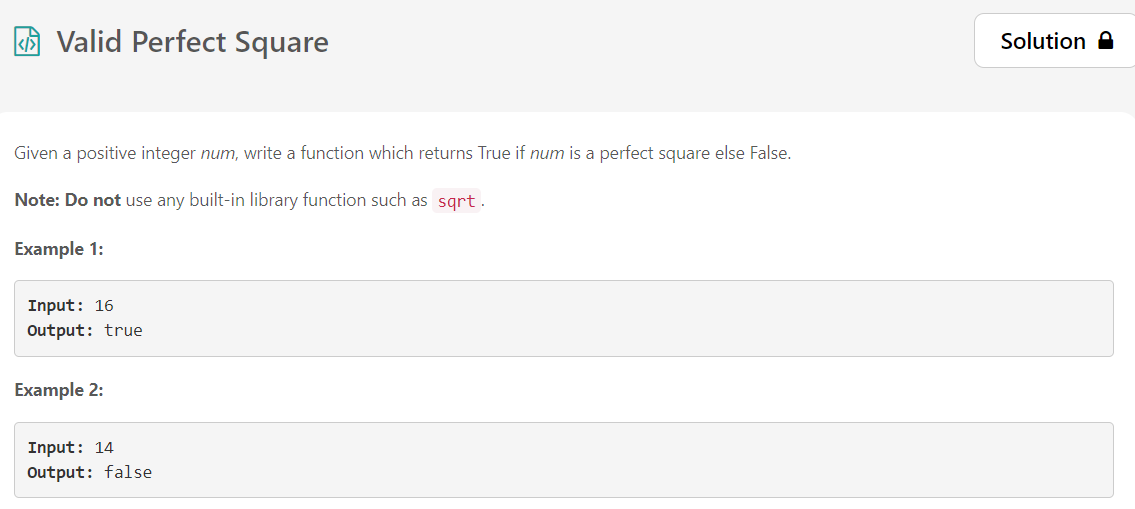 Valid Perfect Square
Solution
Given a positive integer num, write a function which returns True if num is a perfect square else False.
Note: Do not use any built-in library function such as sqrt.
Example 1:
Input: 16
Output: true
Example 2:
Input: 14
Output: false